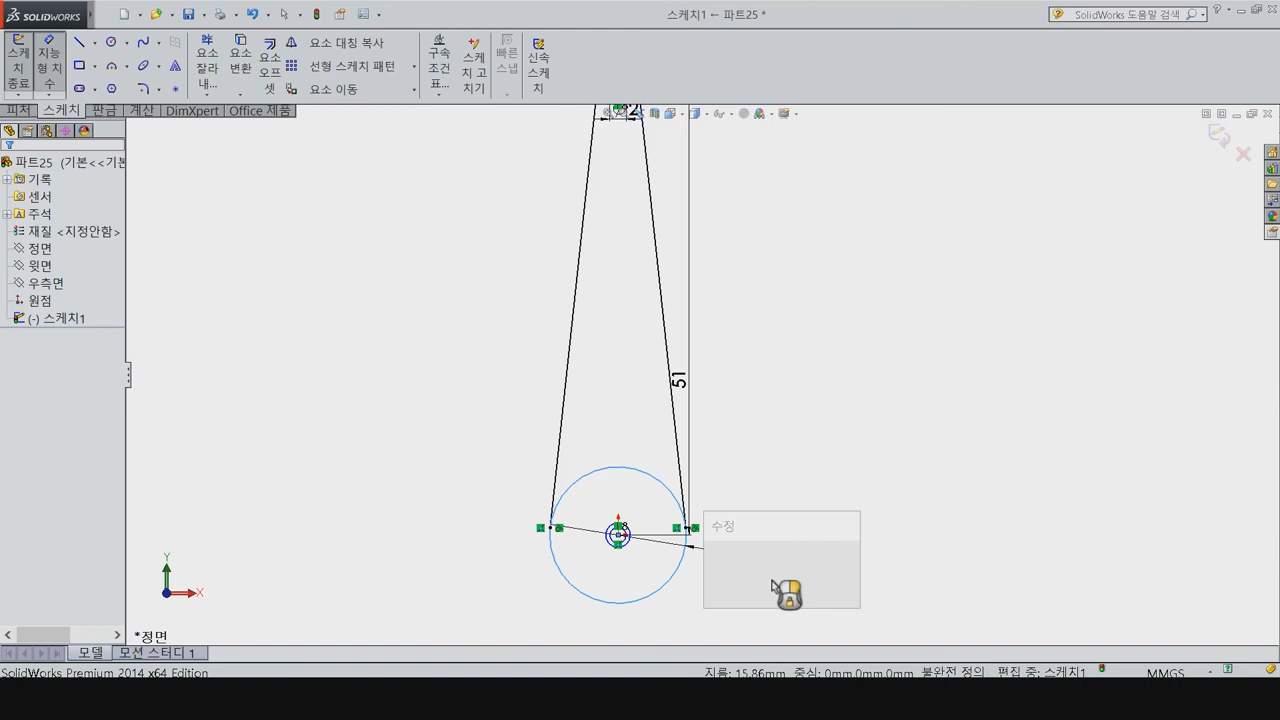 SOLIDWORKS
스케치1 ← 파트25 *
SolidWorks 도움말 검색
스케치 종료
지능형 치수
요소 잘라내...
요소 변환
요소 오프셋
요소 대칭 복사
선형 스케치 패턴
요소 이동
구속 조건 표...
스케치 고치기
빠른 스냅
신속 스케치
피처
스케치
판금
계산
DimXpert
Office 제품
파트25 (기본<<기본
기록
센서
주석
재질 <지정안함>
정면
윗면
우측면
원점
(-) 스케치1
51
수정
Y
X
*정면
모델
모션 스터디 1
SolidWorks Premium 2014 x64 Edition
지름: 15.86mm 중심: 0mm,0mm,0mm
불완전 정의
편집 중: 스케치1
MMGS